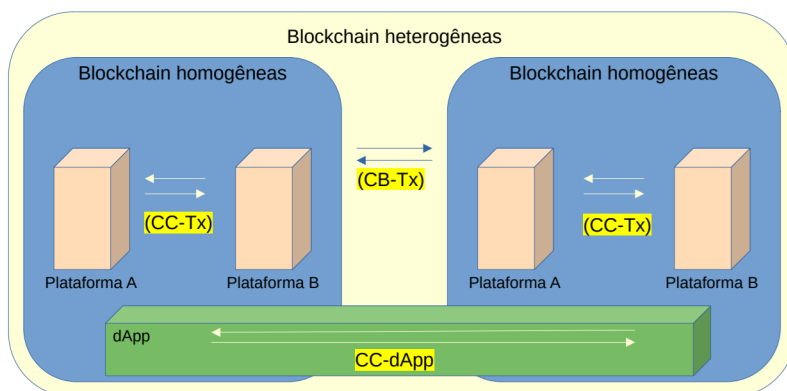 Blockchain heterogêneas
Blockchain homogêneas
Blockchain homogêneas
(CC-Tx)
(CB-Tx)
(CC-Tx)
Plataforma A
Plataforma B
Plataforma A
Plataforma B
dApp
CC-dApp